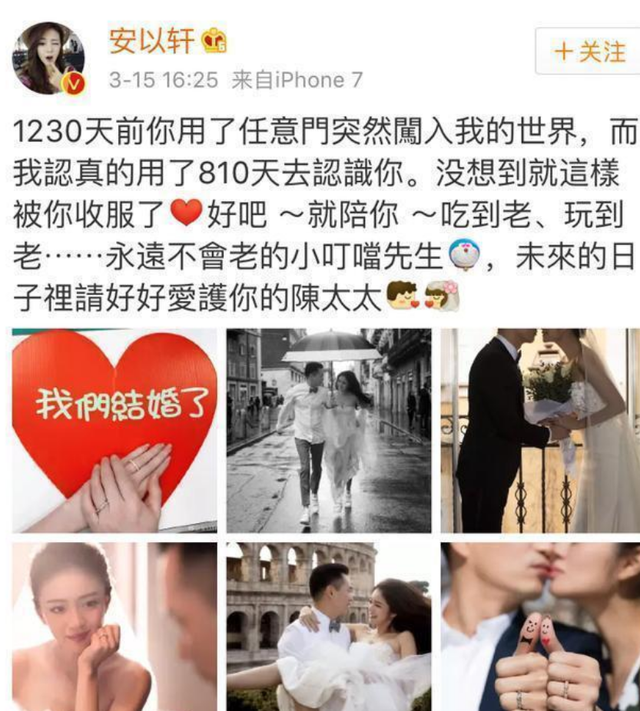 安以轩
+关注
3-15 16:25 来自iPhone 7
1230天前你用了任意門突然闖入我的世界，而
我認真的用了810天去認識你。没想到就這樣
被你收服了❤️好吧 ～就陪你 ～吃到老、玩到
老……永遠不會老的小叮噹先生，未來的日
子裡請好好愛護你的陳太太
我們結婚了